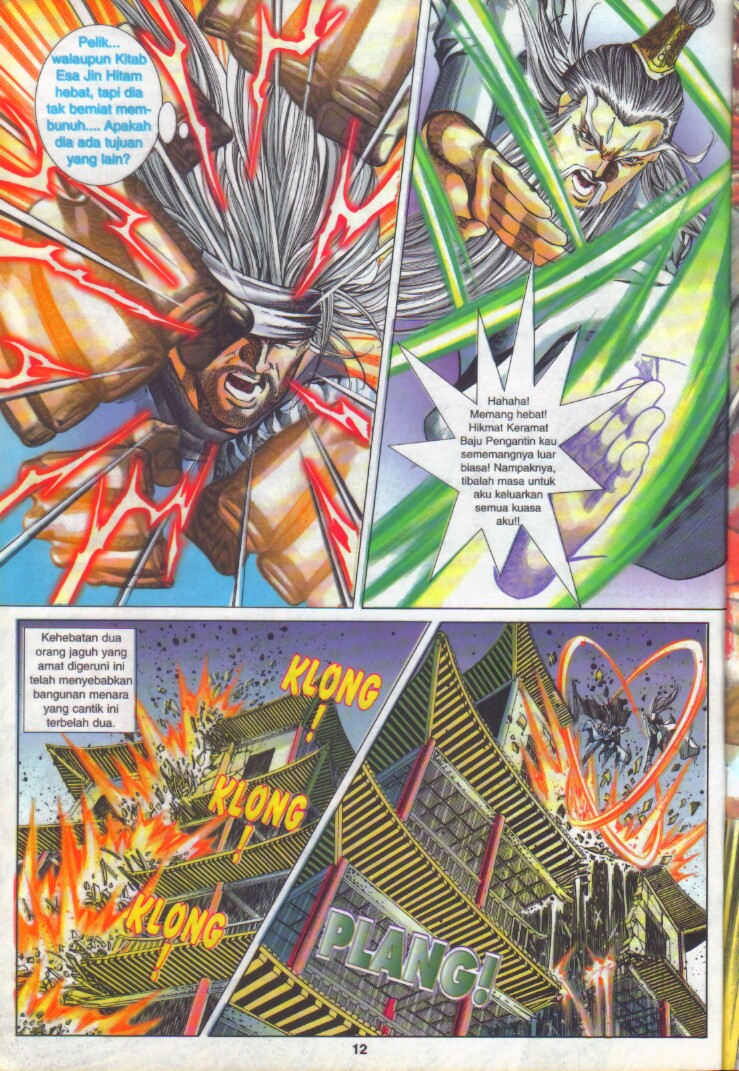 Pelik...
walaupun Kitab
Esa Jin Hitam
hebat, tapi dia
tak berniat mem-
bunuh.... Apakah
dia ada tujuan
yang lain?
Hahaha!
Memang hebat!
Hikmat Keramat
Baju Pengantin kau
sememangnya luar
biasa! Nampaknya,
tibalah masa untuk
aku keluarkan
semua kuasa
aku!!
Kehebatan dua
orang jaguh yang
amat digeruni ini
telah menyebabkan
bangunan menara
yang cantik ini
terbelah dua.
KLONG
!
KLONG
!
KLONG
!
PLANG!
12